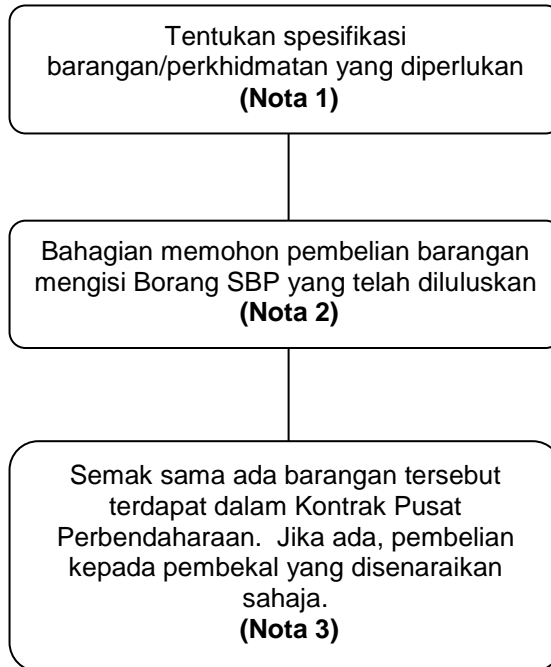 Tentukan spesifikasi
barangan/perkhidmatan yang diperlukan
(Nota 1)
Bahagian memohon pembelian barangan
mengisi Borang SBP yang telah diluluskan
(Nota 2)
Semak sama ada barangan tersebut
terdapat dalam Kontrak Pusat
Perbendaharaan.  Jika ada, pembelian
kepada pembekal yang disenaraikan
sahaja.
(Nota 3)